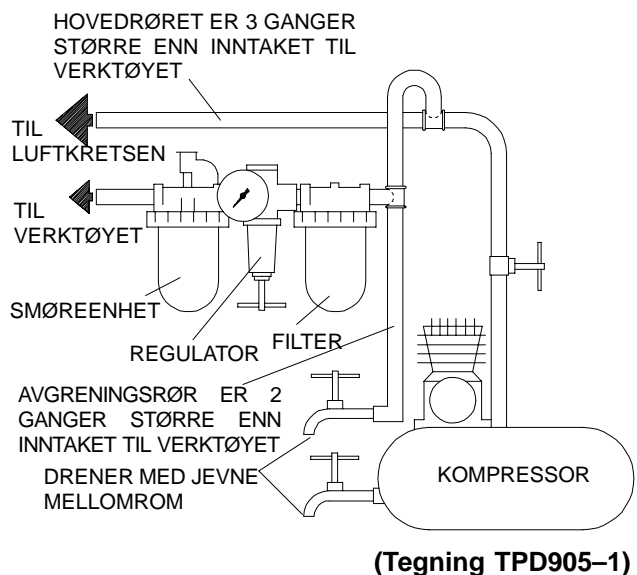 HOVEDRØRET ER 3 GANGER
STØRRE ENN INNTAKET TIL
VERKTØYET
TIL
LUFTKRETSEN
TIL
VERKTØYET
SMØREENHET
REGULATOR
FILTER
AVGRENINGSRØR ER 2
GANGER STØRRE ENN
INNTAKET TIL VERKTØYET
DRENER MED JEVNE
MELLOMROM
KOMPRESSOR
(Tegning TPD905–1)